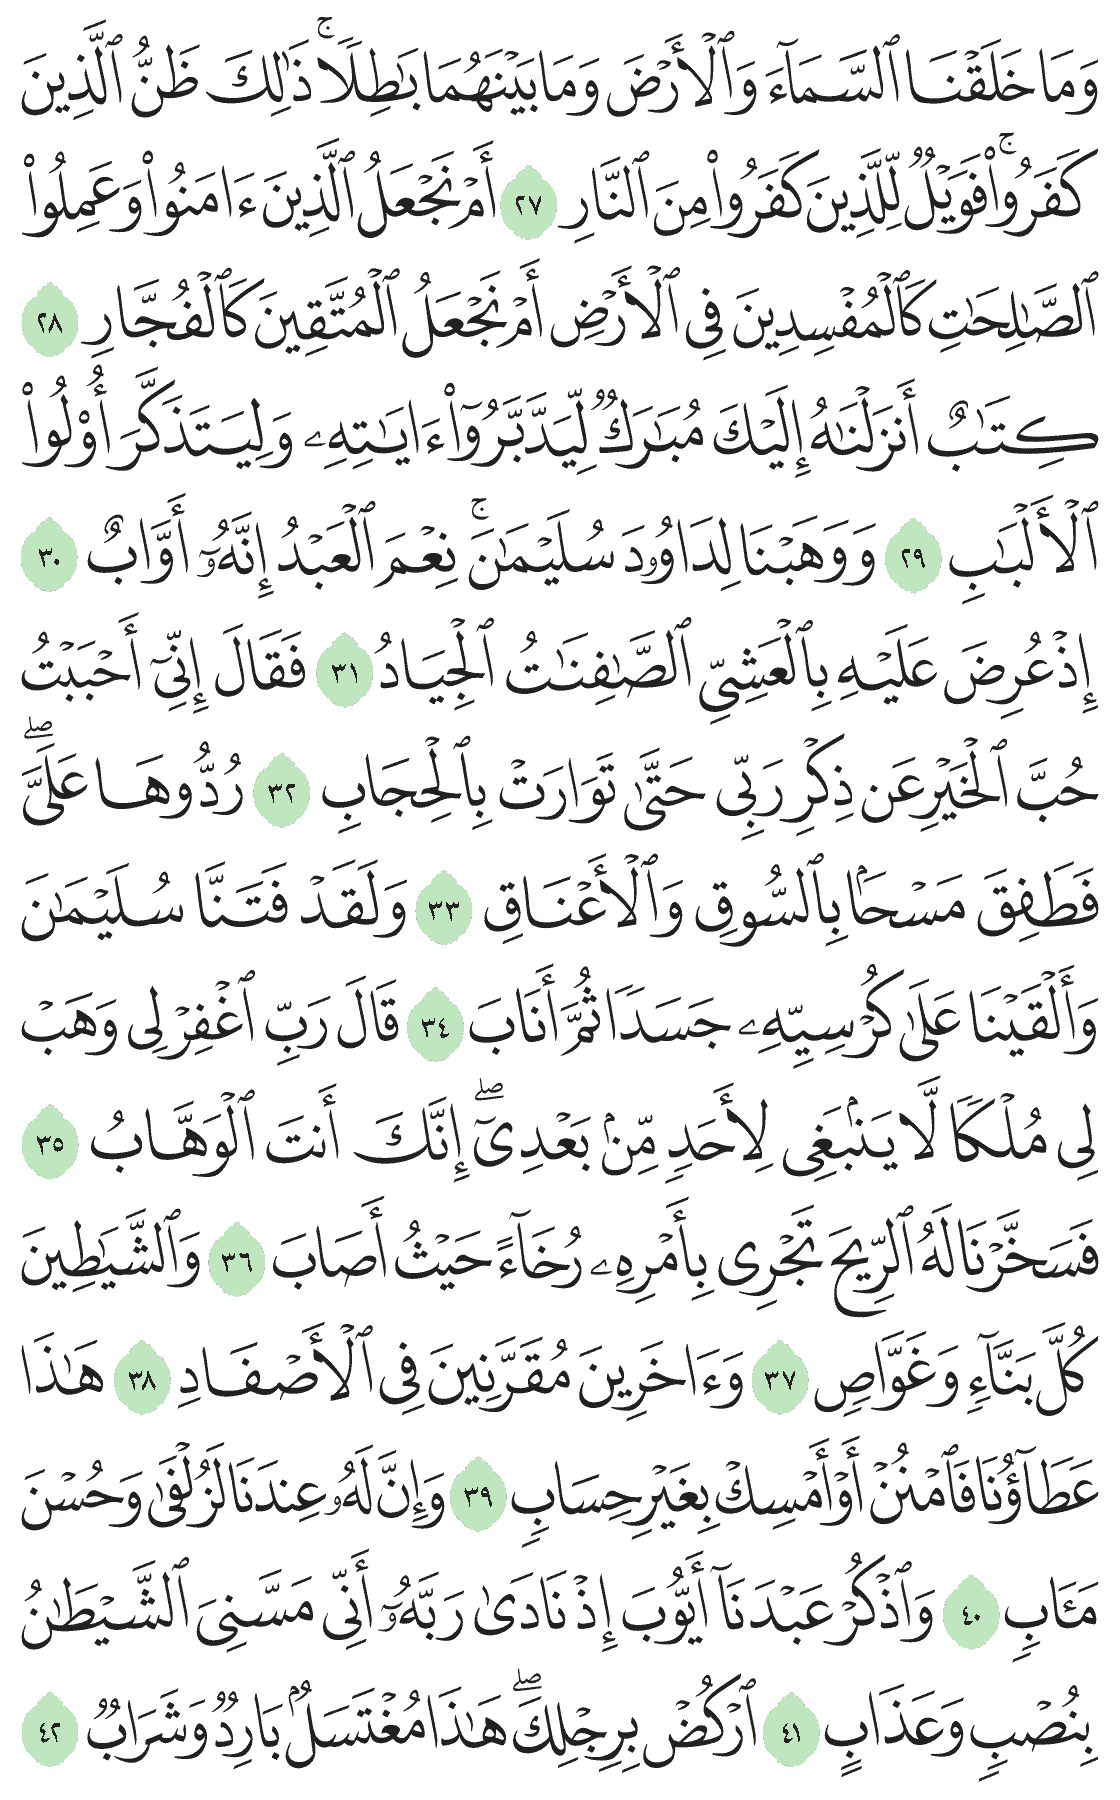 وَمَا خَلَقْنَا ٱلسَّمَآءَ وَٱلْأَرْضَ وَمَا بَيْنَهُمَا بَٰطِلًا ۚ ذَٰلِكَ ظَنُّ ٱلَّذِينَ
كَفَرُوا۟ ۚ فَوَيْلٌ لِّلَّذِينَ كَفَرُوا۟ مِنَ ٱلنَّارِ ٢٧ أَمْ نَجْعَلُ ٱلَّذِينَ ءَامَنُوا۟ وَعَمِلُوا۟
ٱلصَّٰلِحَٰتِ كَٱلْمُفْسِدِينَ فِى ٱلْأَرْضِ أَمْ نَجْعَلُ ٱلْمُتَّقِينَ كَٱلْفُجَّارِ ٢٨
كِتَٰبٌ أَنزَلْنَٰهُ إِلَيْكَ مُبَٰرَكٌ لِّيَدَّبَّرُوٓا۟ ءَايَٰتِهِۦ وَلِيَتَذَكَّرَ أُو۟لُوا۟
ٱلْأَلْبَٰبِ ٢٩ وَوَهَبْنَا لِدَاوُۥدَ سُلَيْمَٰنَ ۚ نِعْمَ ٱلْعَبْدُ إِنَّهُۥٓ أَوَّابٌ ٣٠
إِذْ عُرِضَ عَلَيْهِ بِٱلْعَشِىِّ ٱلصَّٰفِنَٰتُ ٱلْجِيَادُ ٣١ فَقَالَ إِنِّىٓ أَحْبَبْتُ
حُبَّ ٱلْخَيْرِ عَن ذِكْرِ رَبِّى حَتَّىٰ تَوَارَتْ بِٱلْحِجَابِ ٣٢ رُدُّوهَا عَلَىَّ ۖ
فَطَفِقَ مَسْحًۢا بِٱلسُّوقِ وَٱلْأَعْنَاقِ ٣٣ وَلَقَدْ فَتَنَّا سُلَيْمَٰنَ
وَأَلْقَيْنَا عَلَىٰ كُرْسِيِّهِۦ جَسَدًا ثُمَّ أَنَابَ ٣٤ قَالَ رَبِّ ٱغْفِرْ لِى وَهَبْ
لِى مُلْكًا لَّا يَنۢبَغِى لِأَحَدٍ مِّنۢ بَعْدِىٓ ۖ إِنَّكَ أَنتَ ٱلْوَهَّابُ ٣٥
فَسَخَّرْنَا لَهُ ٱلرِّيحَ تَجْرِى بِأَمْرِهِۦ رُخَآءً حَيْثُ أَصَابَ ٣٦ وَٱلشَّيَٰطِينَ
كُلَّ بَنَّآءٍ وَغَوَّاصٍ ٣٧ وَءَاخَرِينَ مُقَرَّنِينَ فِى ٱلْأَصْفَادِ ٣٨ هَٰذَا
عَطَآؤُنَا فَٱمْنُنْ أَوْ أَمْسِكْ بِغَيْرِ حِسَابٍ ٣٩ وَإِنَّ لَهُۥ عِندَنَا لَزُلْفَىٰ وَحُسْنَ
مَـَٔابٍ ٤٠ وَٱذْكُرْ عَبْدَنَآ أَيُّوبَ إِذْ نَادَىٰ رَبَّهُۥٓ أَنِّى مَسَّنِىَ ٱلشَّيْطَٰنُ
بِنُصْبٍ وَعَذَابٍ ٤١ ٱرْكُضْ بِرِجْلِكَ ۖ هَٰذَا مُغْتَسَلٌۢ بَارِدٌ وَشَرَابٌ ٤٢